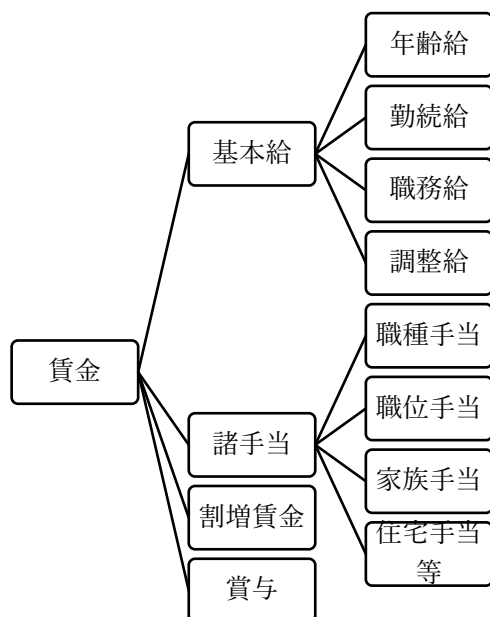 賃金
基本給
年齢給
勤続給
職務給
調整給
諸手当
職種手当
職位手当
家族手当
住宅手当
等
割増賃金
賞与